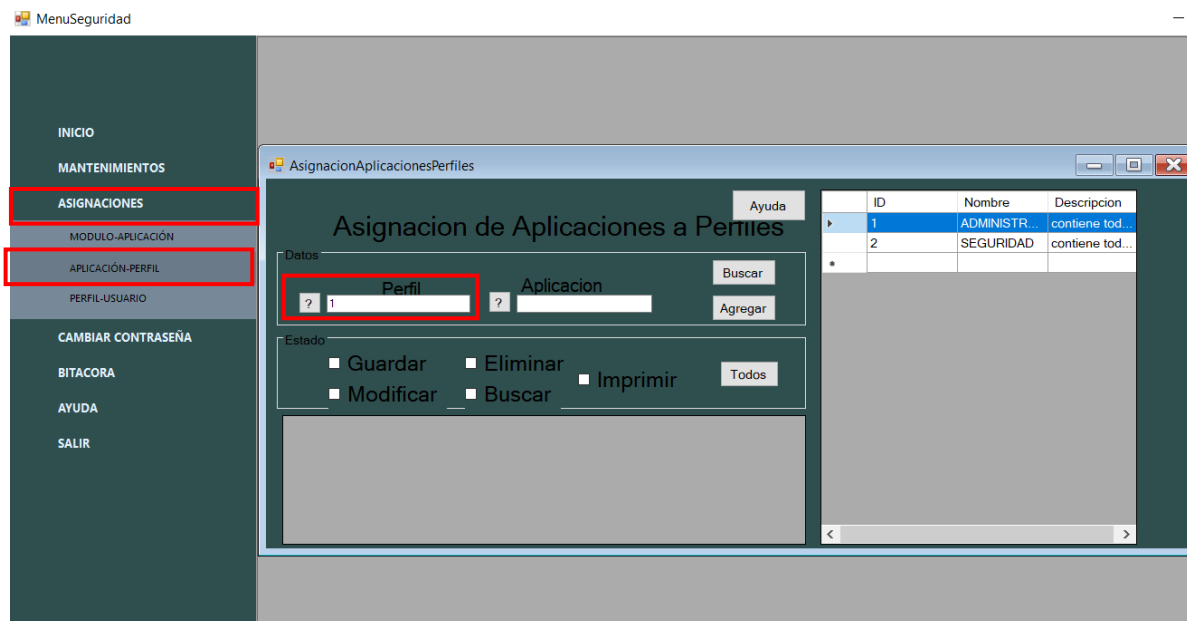 MenuSeguridad
INICIO
MANTENIMIENTOS
ASIGNACIONES
MODULO-APLICACIÓN
APLICACIÓN-PERFIL
PERFIL-USUARIO
CAMBIAR CONTRASEÑA
BITACORA
AYUDA
SALIR
AsignacionAplicacionesPerfiles
Ayuda
Asignacion de Aplicaciones a Perfiles
Datos
Perfil
Aplicacion
Buscar
? 1
?
Agregar
Estado
Guardar
Eliminar
Imprimir
Todos
Modificar
Buscar
ID Nombre Descripcion
1 ADMINISTR... contiene tod...
2 SEGURIDAD contiene tod...